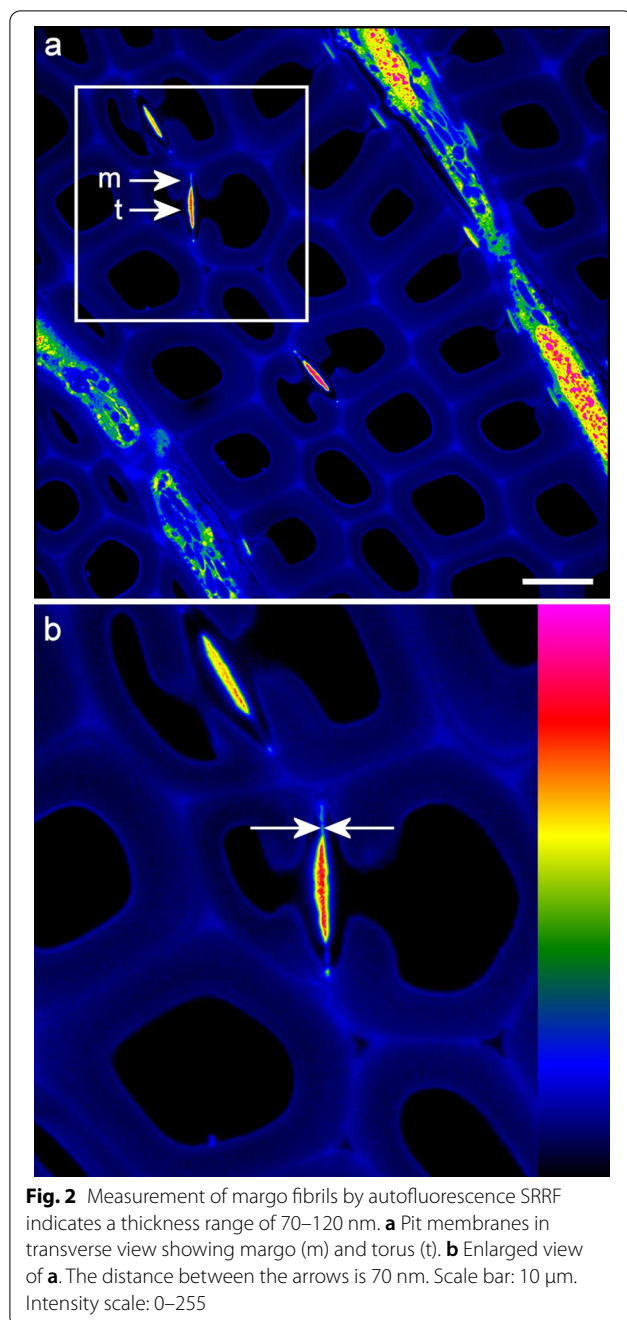 a
m
t
b
Fig. 2 Measurement of margo fibrils by autofluorescence SRRF
indicates a thickness range of 70–120 nm. a Pit membranes in
transverse view showing margo (m) and torus (t). b Enlarged view
of a. The distance between the arrows is 70 nm. Scale bar: 10 µm.
Intensity scale: 0–255